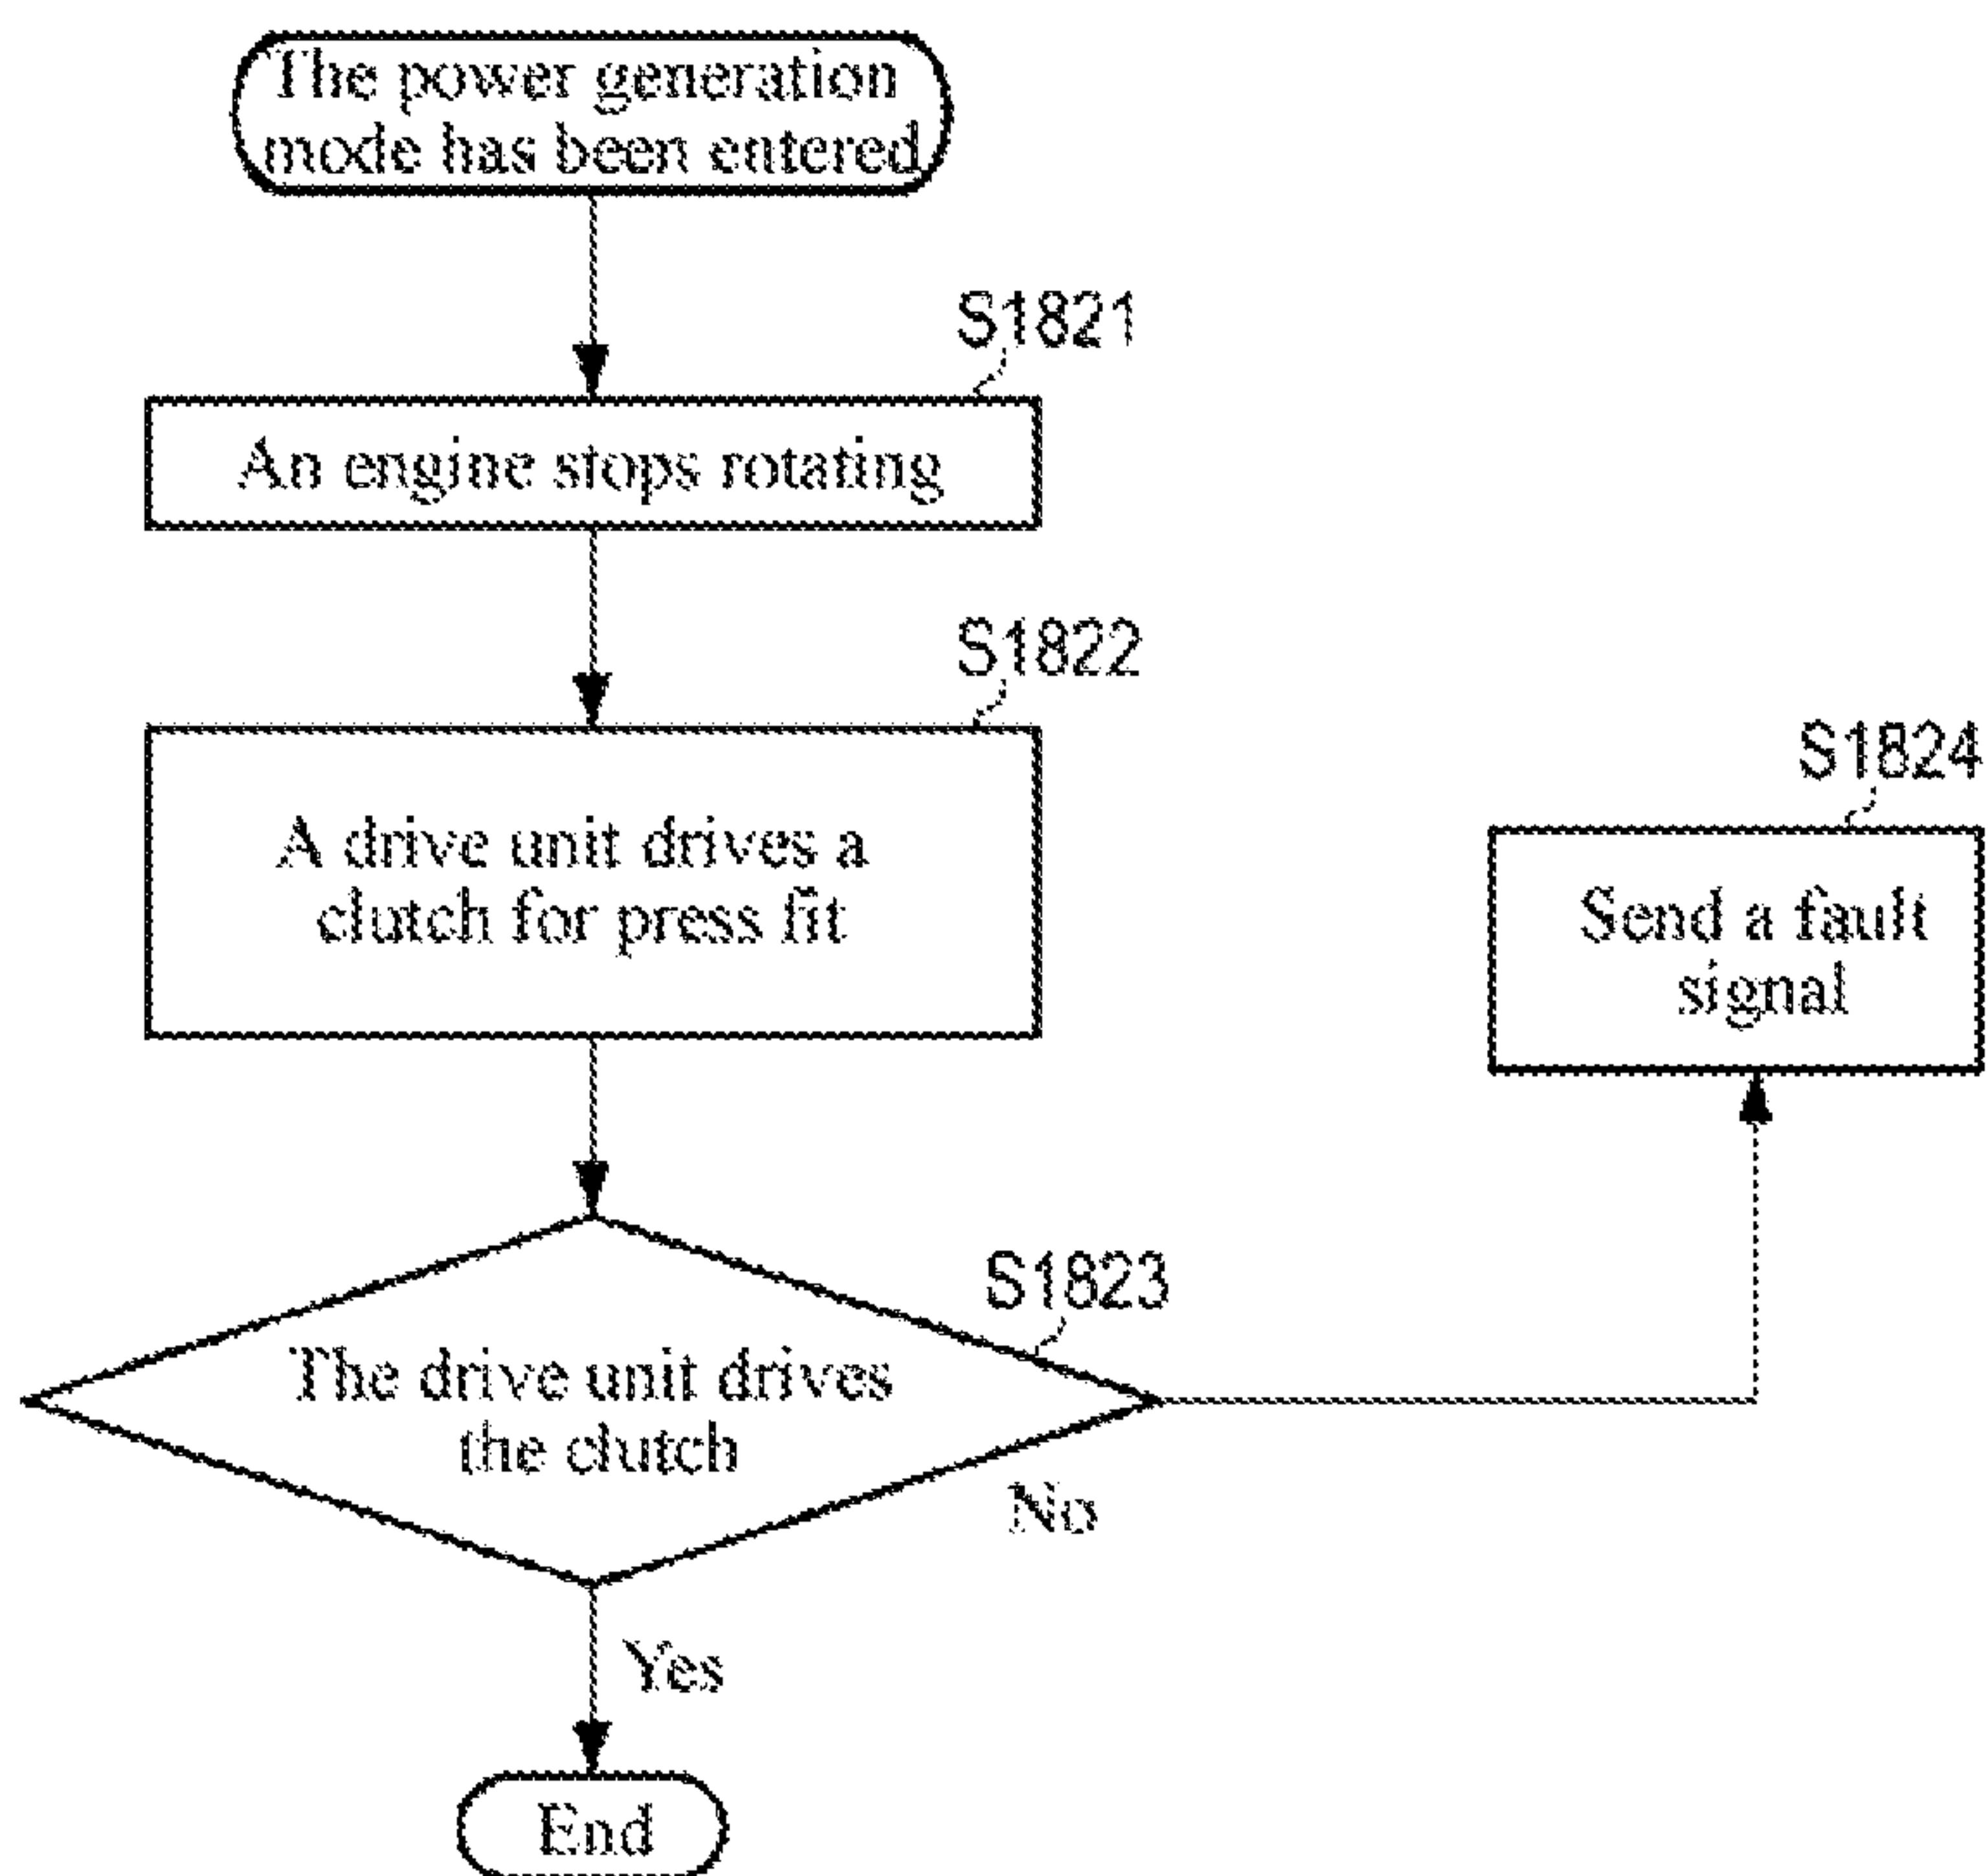 The power generation
mode has been entered
S1821
An engine stops rotating
S1822
A drive unit drives a
clutch for press fit
S1824
Send a fault
signal
S1823
The drive unit drives
the clutch
No
Yes
End